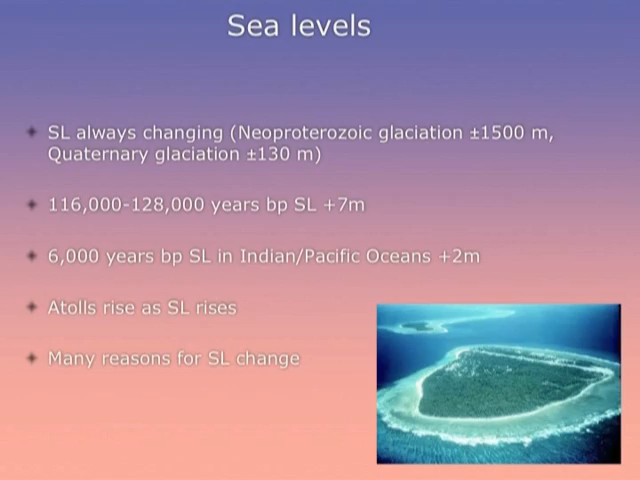 Sea levels
SL always changing (Neoproterozoic glaciation ±1500 m,
Quaternary glaciation ±130 m)
116,000-128,000 years bp SL +7m
6,000 years bp SL in Indian/Pacific Oceans +2m
Atolls rise as SL rises
Many reasons for SL change